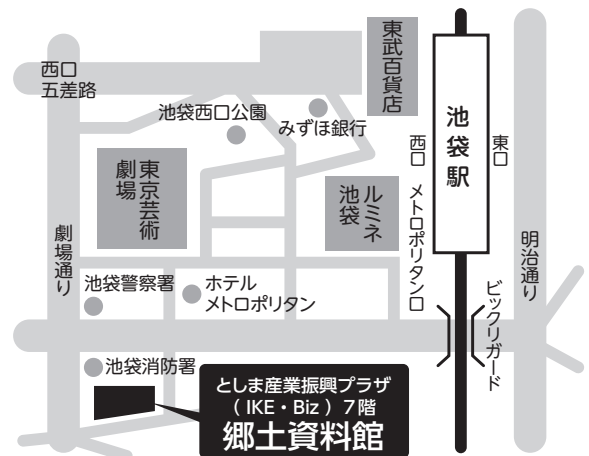 東武百貨店
西口
五差路
池袋西口公園
みずほ銀行
池袋駅
西口
東口
東京芸術
劇場
ルミネ
池袋
メトロポリタン口
劇場通り
明治通り
池袋警察署
ホテル
メトロポリタン
ビックリガード
池袋消防署
としま産業振興プラザ
（IKE・Biz）７階
郷土資料館